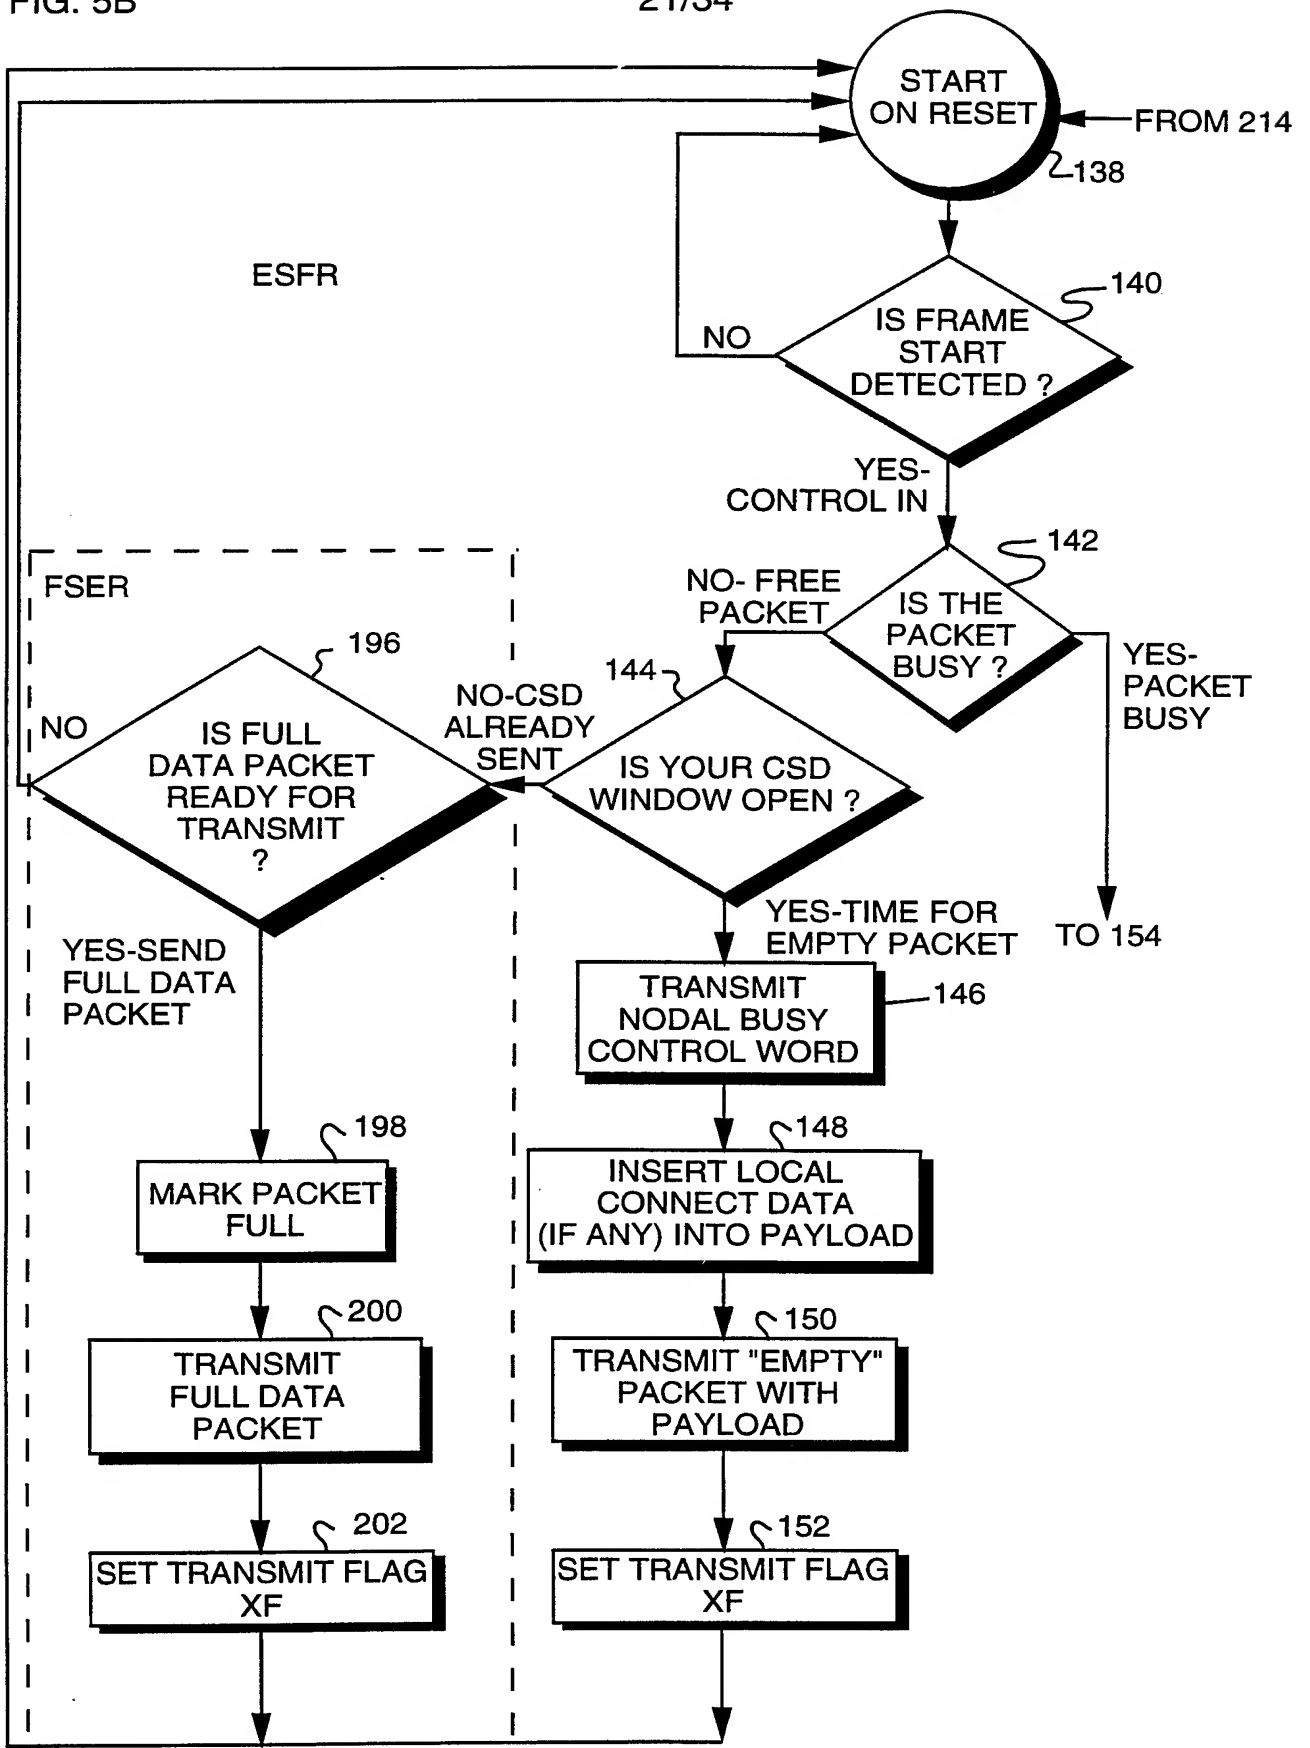 FIG. 5B
21/34
START
ON RESET
FROM 214
138
ESFR
140
IS FRAME
START
DETECTED ?
NO
YES-
CONTROL IN
142
NO- FREE
PACKET
IS THE
PACKET
BUSY ?
YES-
PACKET
BUSY
FSER
196
144
NO-CSD
ALREADY
SENT
NO
IS FULL
DATA PACKET
READY FOR
TRANSMIT
?
IS YOUR CSD
WINDOW OPEN ?
YES-TIME FOR
EMPTY PACKET
TO 154
YES-SEND
FULL DATA
PACKET
TRANSMIT
NODAL BUSY
CONTROL WORD
146
198
148
MARK PACKET
FULL
INSERT LOCAL
CONNECT DATA
(IF ANY) INTO PAYLOAD
200
150
TRANSMIT
FULL DATA
PACKET
TRANSMIT "EMPTY"
PACKET WITH
PAYLOAD
202
152
SET TRANSMIT FLAG
XF
SET TRANSMIT FLAG
XF